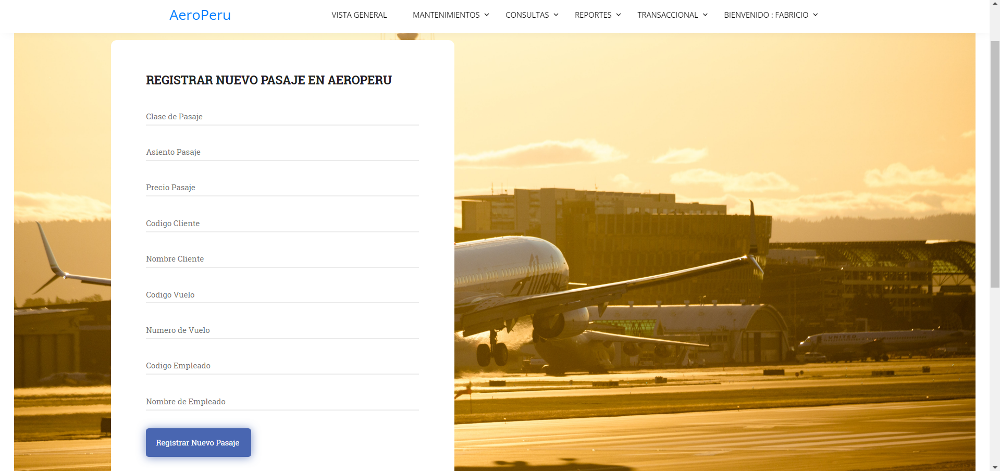 AeroPeru
VISTA GENERAL
MANTENIMIENTOS
CONSULTAS
REPORTES
TRANSACCIONAL
BIENVENIDO : FABRICIO
REGISTRAR NUEVO PASAJE EN AEROPERU
Clase de Pasaje
Asiento Pasaje
Precio Pasaje
Codigo Cliente
Nombre Cliente
Codigo Vuelo
Numero de Vuelo
Codigo Empleado
Nombre de Empleado
Registrar Nuevo Pasaje
UNITED